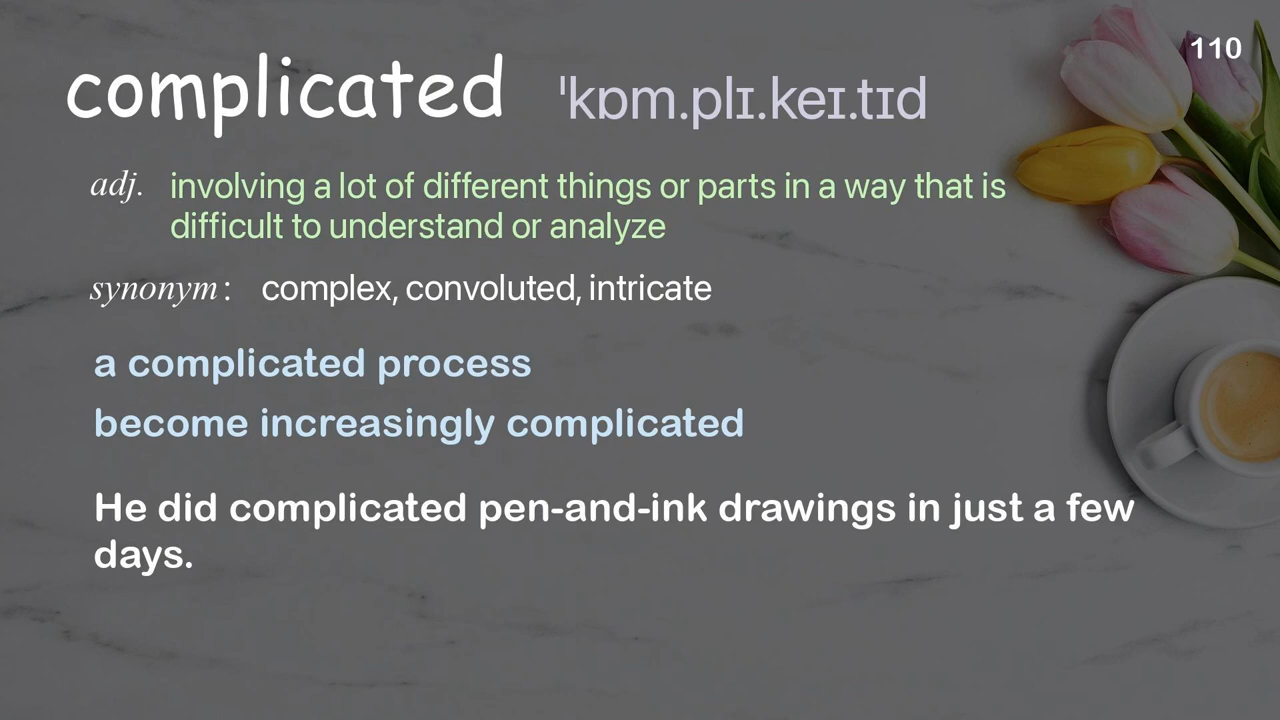 110
complicated ˈkɒm.plɪ.keɪ.tɪd
adj. involving a lot of different things or parts in a way that is
difficult to understand or analyze
synonym: complex, convoluted, intricate
a complicated process
become increasingly complicated
He did complicated pen-and-ink drawings in just a few
days.